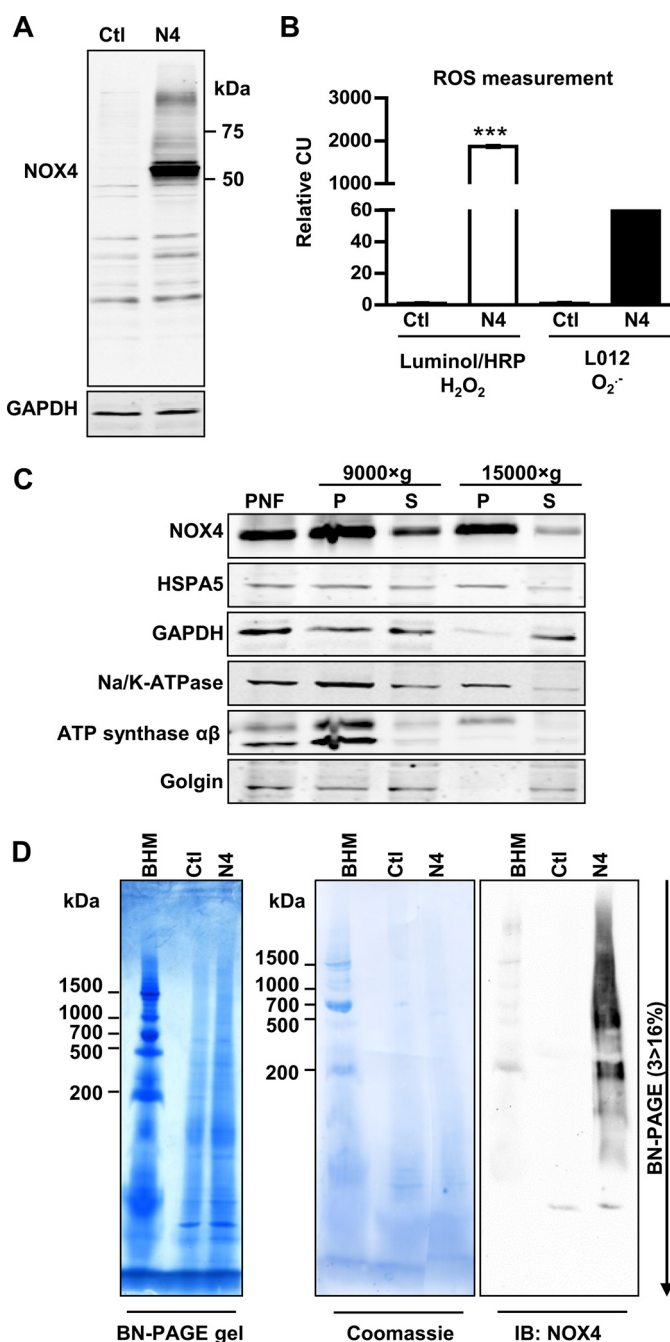 A
Ctl N4
kDa
75
NOX4
50
GAPDH
B
ROS measurement
Relative CU
3000
2000
1000
60
40
20
0
***
Ctl N4 Ctl N4
Luminol/HRP L012
H₂O₂ O₂·-
C
9000×g 15000×g
PNF P S P S
NOX4
HSPA5
GAPDH
Na/K-ATPase
ATP synthase αβ
Golgin
D
BHM Ctl N4 BHM Ctl N4 BHM Ctl N4
kDa
1500
1000
700
500
200
kDa
1500
1000
700
500
200
BN-PAGE (3>16%)
BN-PAGE gel Coomassie IB: NOX4